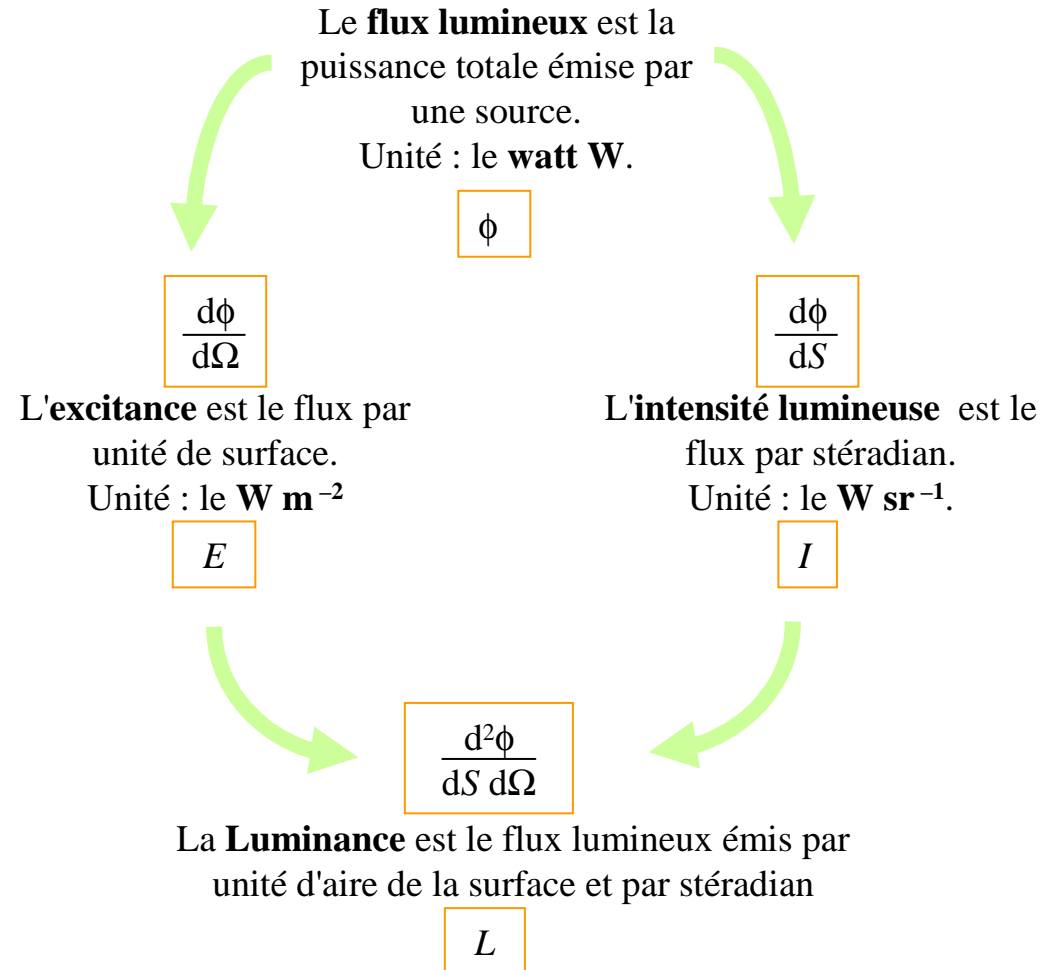 Le flux lumineux est la
puissance totale émise par
une source.
Unité : le watt W.
ϕ
dϕ
dΩ
L'excitance est le flux par
unité de surface.
Unité : le W m⁻²
E
dϕ
dS
L'intensité lumineuse est le
flux par stéradian.
Unité : le W sr⁻¹.
I
d²ϕ
dS dΩ
La Luminance est le flux lumineux émis par
unité d'aire de la surface et par stéradian
L